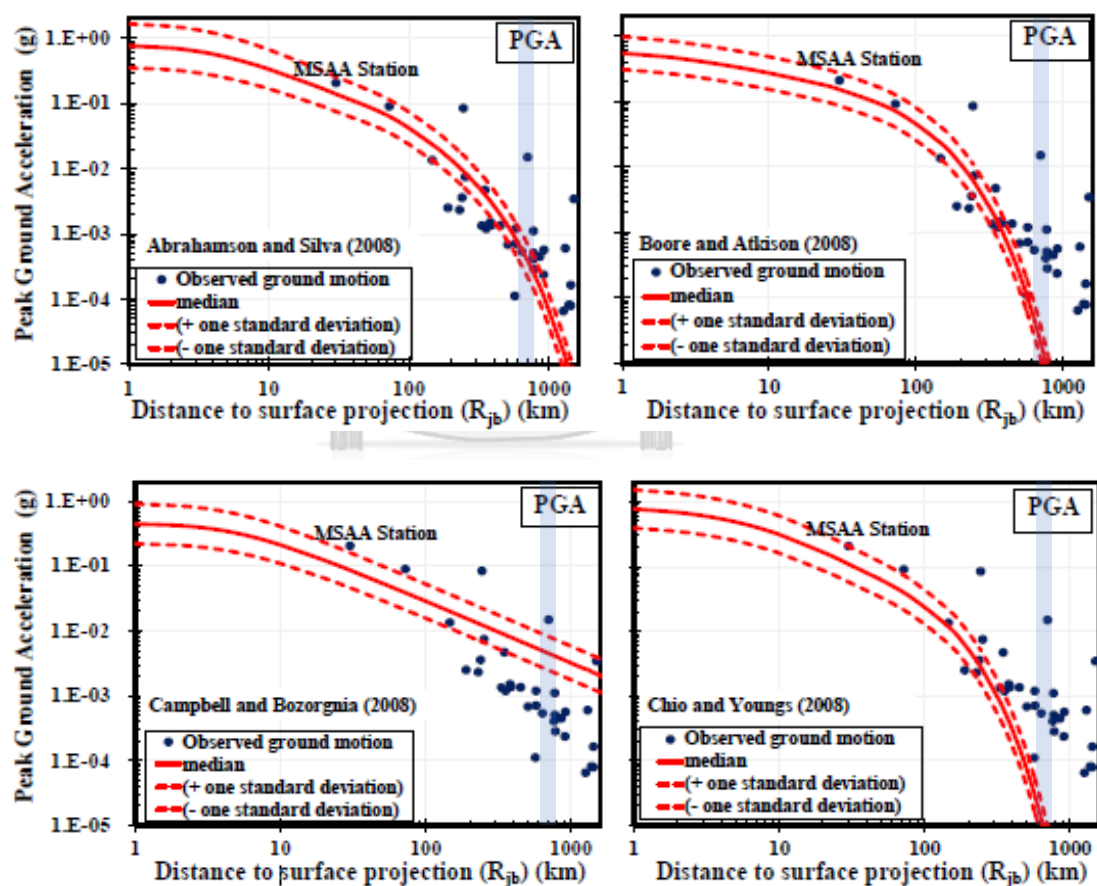 Peak Ground Acceleration (g)
1.E+00
1.E-01
1.E-02
1.E-03
1.E-04
1.E-05
PGA
MSAA Station
Abrahamson and Silva (2008)
Observed ground motion
median
(+ one standard deviation)
(- one standard deviation)
1 10 100 1000
Distance to surface projection (Rjb) (km)
PGA
MSAA Station
Boore and Atkison (2008)
Observed ground motion
median
(+ one standard deviation)
(- one standard deviation)
1 10 100 1000
Distance to surface projection (Rjb) (km)
Peak Ground Acceleration (g)
1.E+00
1.E-01
1.E-02
1.E-03
1.E-04
1.E-05
PGA
MSAA Station
Campbell and Bozorgnia (2008)
Observed ground motion
median
(+ one standard deviation)
(- one standard deviation)
1 10 100 1000
Distance to surface projection (Rjb) (km)
PGA
MSAA Station
Chio and Youngs (2008)
Observed ground motion
median
(+ one standard deviation)
(- one standard deviation)
1 10 100 1000
Distance to surface projection (Rjb) (km)